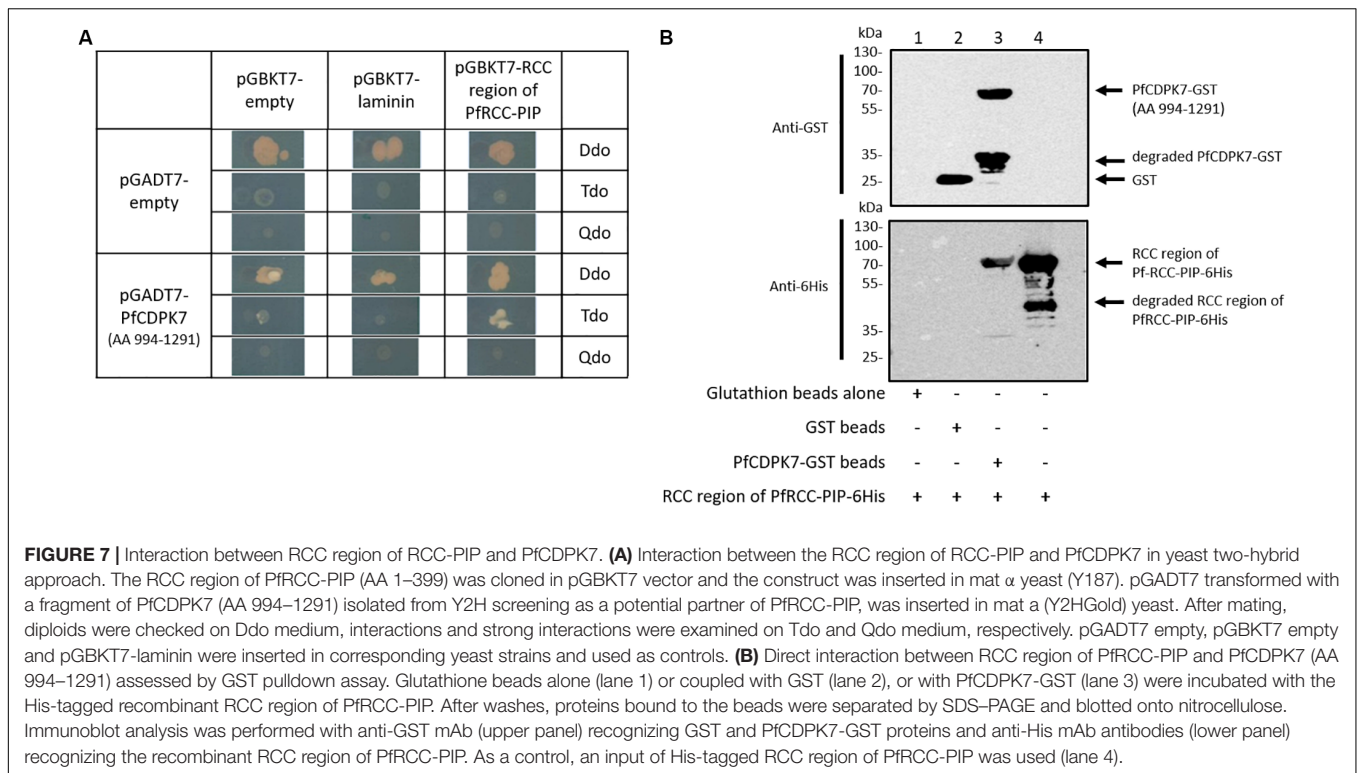 A
pGBKT7-
empty
pGBKT7-
laminin
pGBKT7-RCC
region of
PfRCC-PIP
pGADT7-
empty
Ddo
Tdo
Qdo
pGADT7-
PfCDPK7
(AA 994-1291)
Ddo
Tdo
Qdo
B
kDa 1 2 3 4
130-
100-
70-
55-
35-
25-
Anti-GST
PfCDPK7-GST
(AA 994-1291)
degraded PfCDPK7-GST
GST
kDa
130-
100-
70-
55-
35-
25-
Anti-6His
RCC region of
Pf-RCC-PIP-6His
degraded RCC region of
PfRCC-PIP-6His
Glutathion beads alone + - - -
GST beads - + - -
PfCDPK7-GST beads - - + -
RCC region of PfRCC-PIP-6His + + + +
FIGURE 7 | Interaction between RCC region of RCC-PIP and PfCDPK7. (A) Interaction between the RCC region of RCC-PIP and PfCDPK7 in yeast two-hybrid
approach. The RCC region of PfRCC-PIP (AA 1–399) was cloned in pGBKT7 vector and the construct was inserted in mat α yeast (Y187). pGADT7 transformed with
a fragment of PfCDPK7 (AA 994–1291) isolated from Y2H screening as a potential partner of PfRCC-PIP, was inserted in mat a (Y2HGold) yeast. After mating,
diploids were checked on Ddo medium, interactions and strong interactions were examined on Tdo and Qdo medium, respectively. pGADT7 empty, pGBKT7 empty
and pGBKT7-laminin were inserted in corresponding yeast strains and used as controls. (B) Direct interaction between RCC region of PfRCC-PIP and PfCDPK7 (AA
994–1291) assessed by GST pulldown assay. Glutathione beads alone (lane 1) or coupled with GST (lane 2), or with PfCDPK7-GST (lane 3) were incubated with the
His-tagged recombinant RCC region of PfRCC-PIP. After washes, proteins bound to the beads were separated by SDS–PAGE and blotted onto nitrocellulose.
Immunoblot analysis was performed with anti-GST mAb (upper panel) recognizing GST and PfCDPK7-GST proteins and anti-His mAb antibodies (lower panel)
recognizing the recombinant RCC region of PfRCC-PIP. As a control, an input of His-tagged RCC region of PfRCC-PIP was used (lane 4).